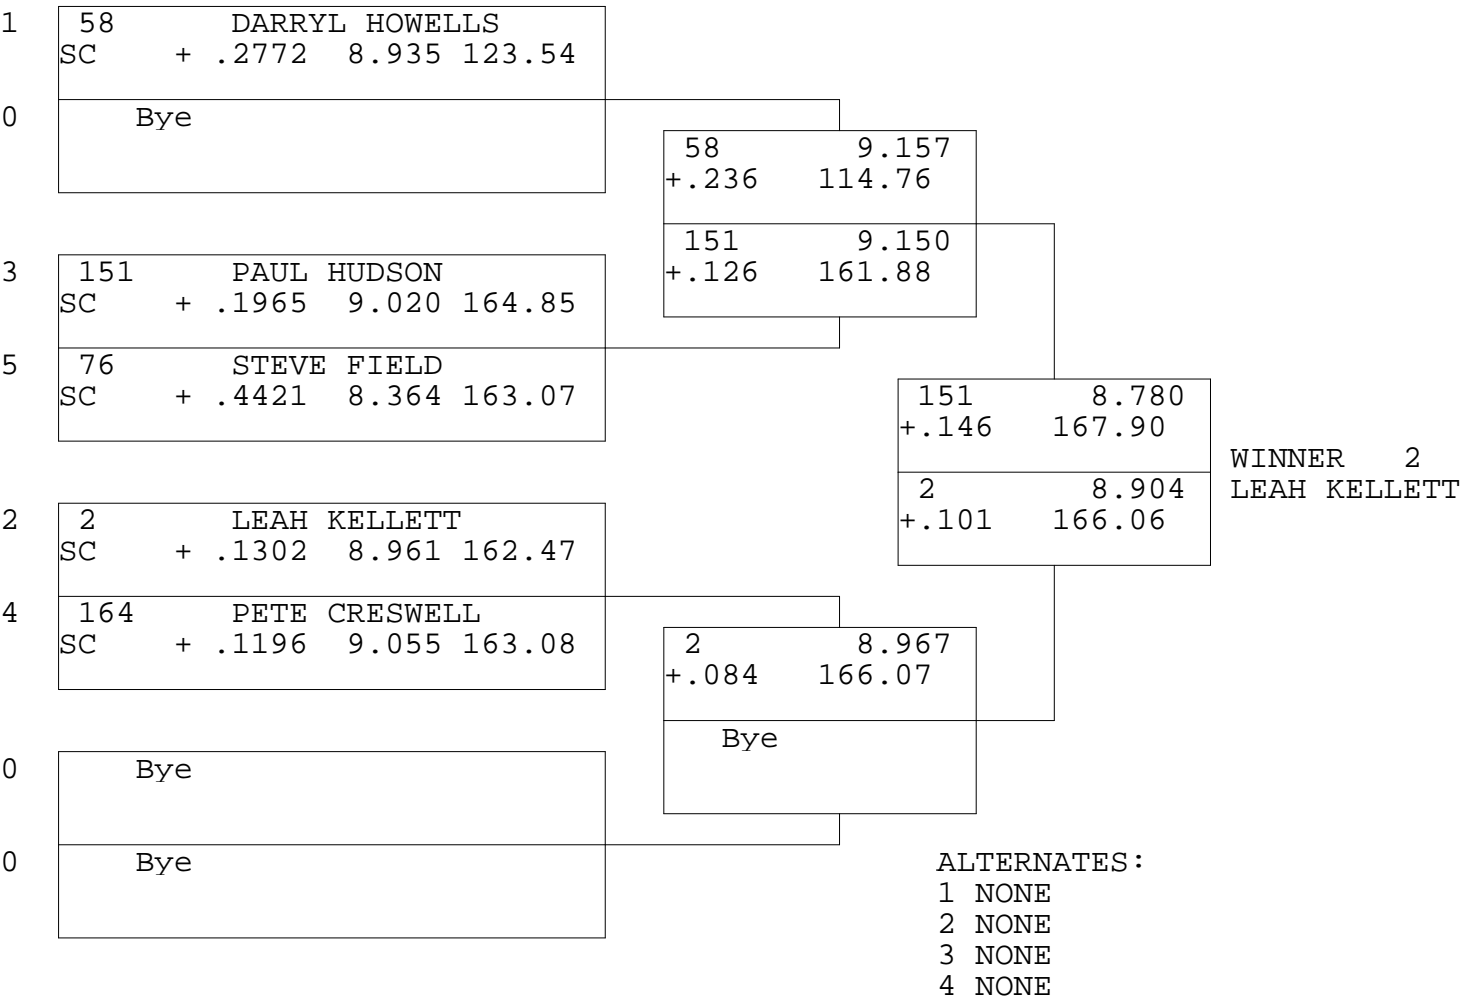 1 58 DARRYL HOWELLS
SC + .2772 8.935 123.54
0 Bye
3 151 PAUL HUDSON
SC + .1965 9.020 164.85
5 76 STEVE FIELD
SC + .4421 8.364 163.07
2 2 LEAH KELLETT
SC + .1302 8.961 162.47
4 164 PETE CRESWELL
SC + .1196 9.055 163.08
0 Bye
0 Bye
58 9.157
+.236 114.76
151 9.150
+.126 161.88
2 8.967
+.084 166.07
Bye
151 8.780
+.146 167.90
2 8.904
+.101 166.06
WINNER 2
LEAH KELLETT
ALTERNATES:
1 NONE
2 NONE
3 NONE
4 NONE